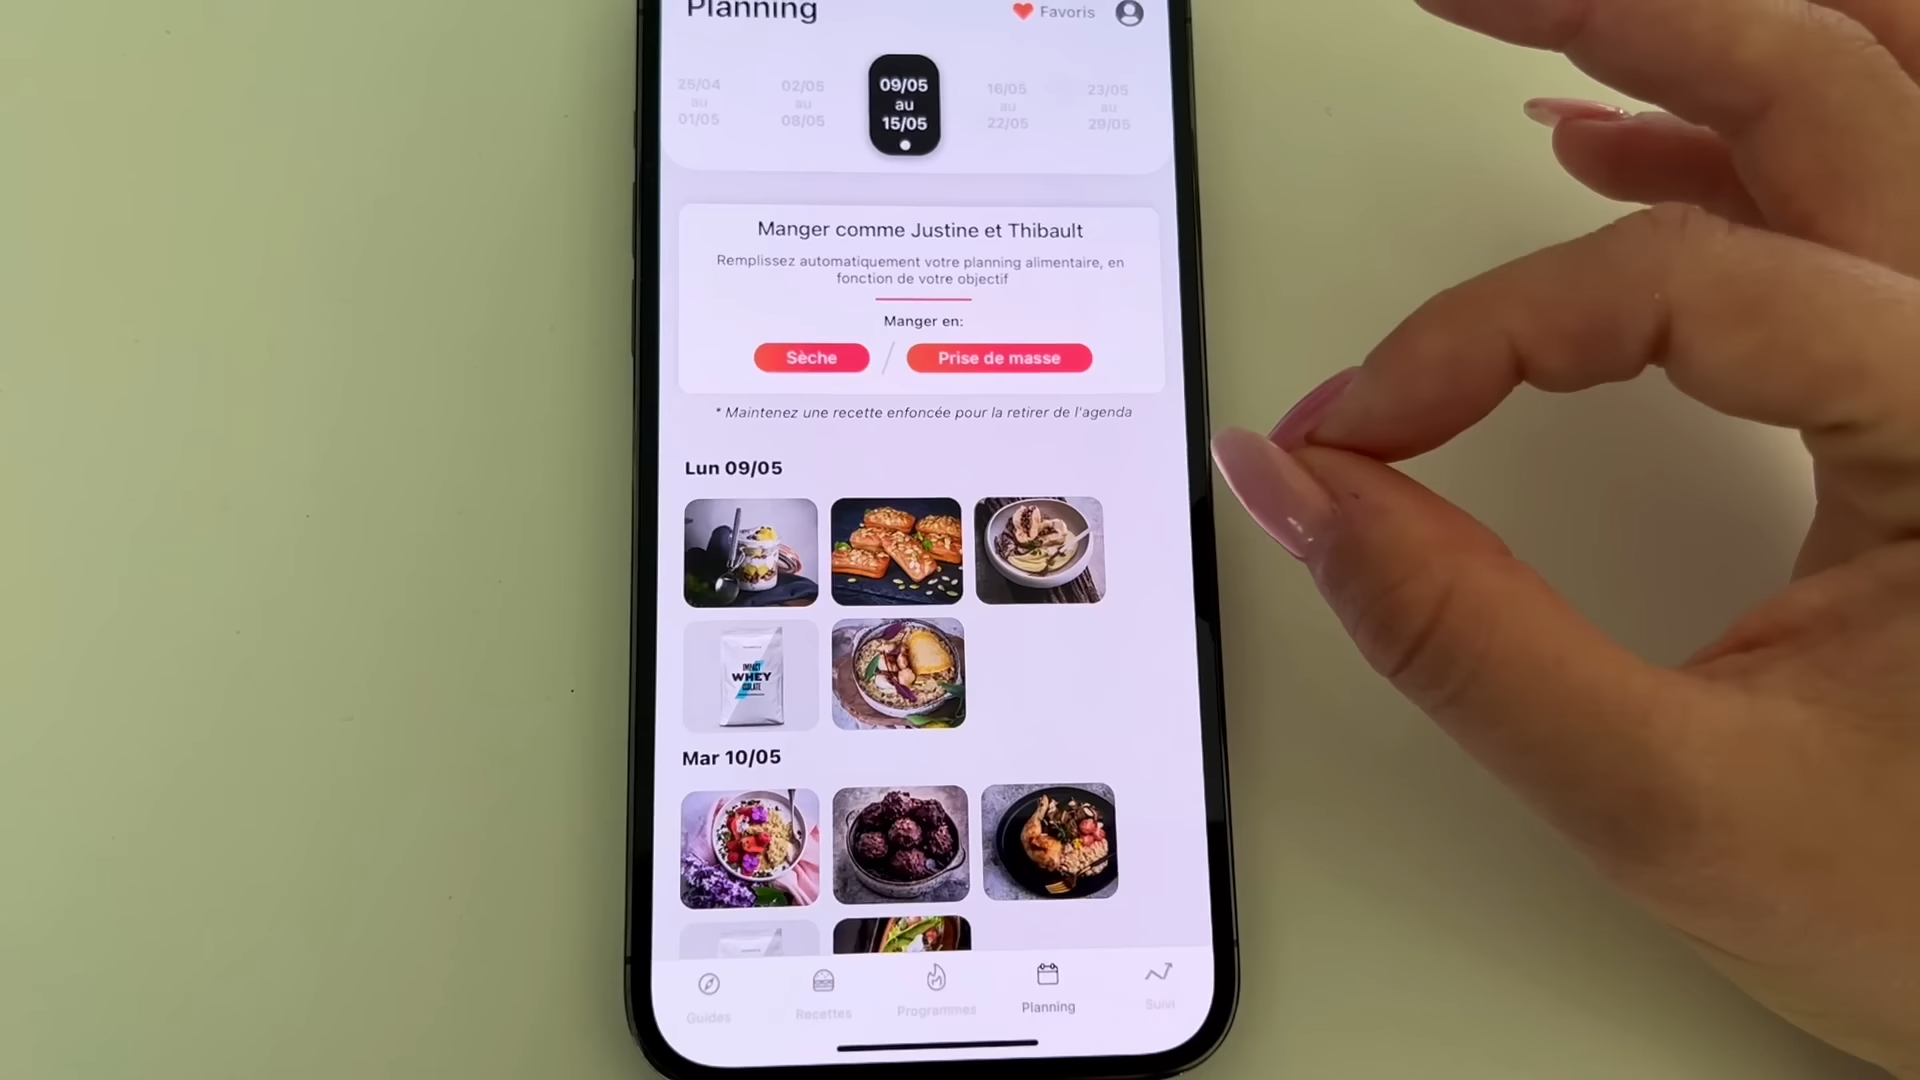 Planning
Favoris
25/04
au
01/05
02/05
au
08/05
09/05
au
15/05
16/05
au
22/05
23/05
au
29/05
Manger comme Justine et Thibault
Remplissez automatiquement votre planning alimentaire, en
fonction de votre objectif
Manger en:
Sèche
Prise de masse
* Maintenez une recette enfoncée pour la retirer de l'agenda
Lun 09/05
IMPACT
WHEY
ISOLATE
Mar 10/05
Guides
Recettes
Programmes
Planning
Suivi